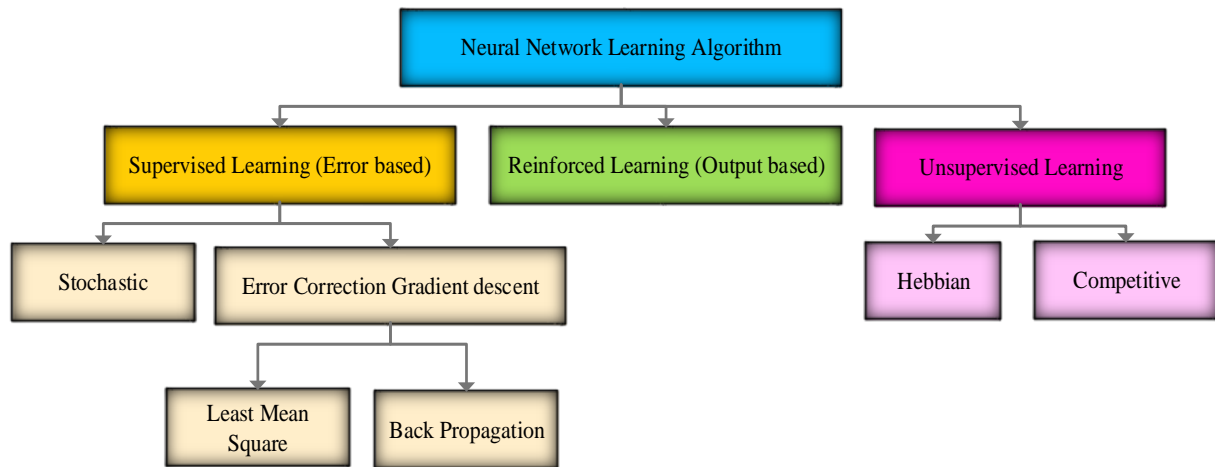 Neural Network Learning Algorithm
Supervised Learning (Error based)
Reinforced Learning (Output based)
Unsupervised Learning
Stochastic
Error Correction Gradient descent
Hebbian
Competitive
Least Mean
Square
Back Propagation